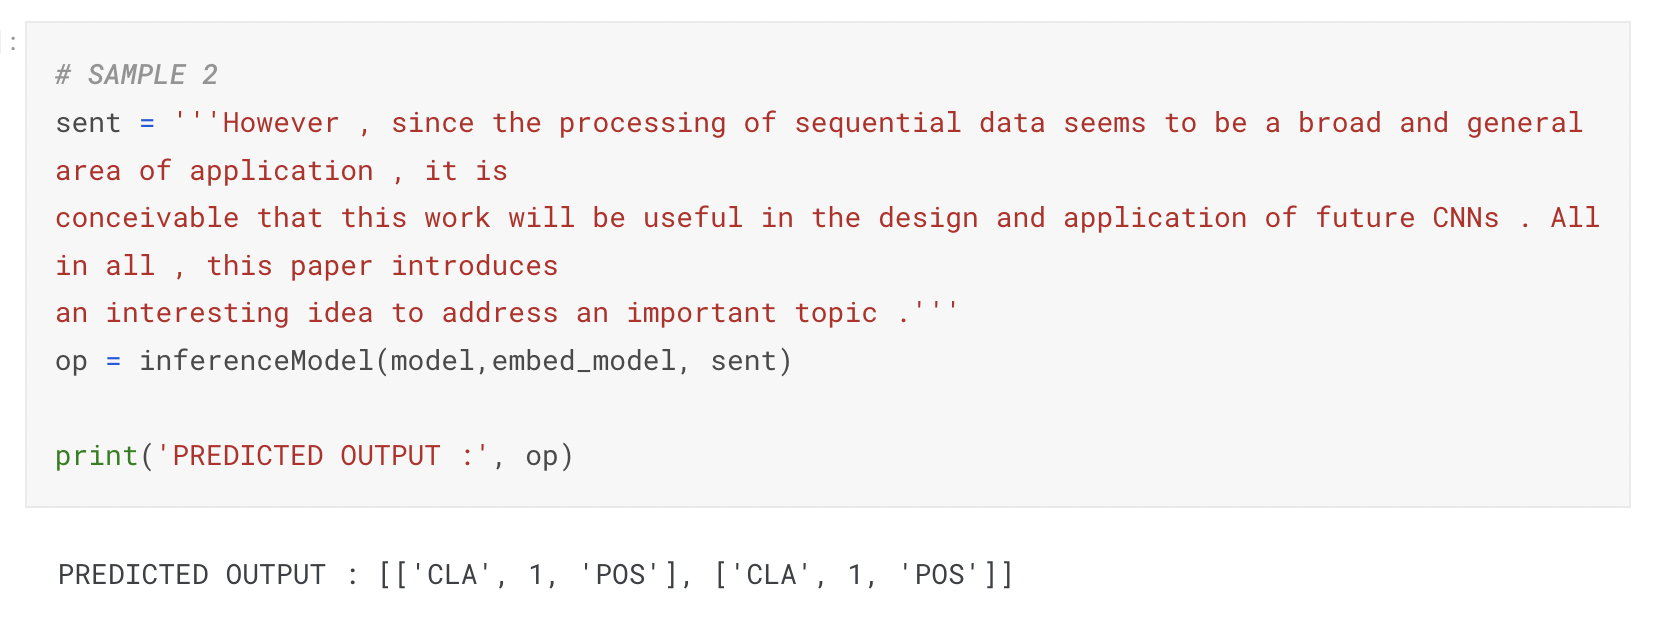 :
# SAMPLE 2
sent = '''However , since the processing of sequential data seems to be a broad and general
area of application , it is
conceivable that this work will be useful in the design and application of future CNNs . All
in all , this paper introduces
an interesting idea to address an important topic .'''
op = inferenceModel(model,embed_model, sent)
print('PREDICTED OUTPUT :', op)
PREDICTED OUTPUT : [['CLA', 1, 'POS'], ['CLA', 1, 'POS']]